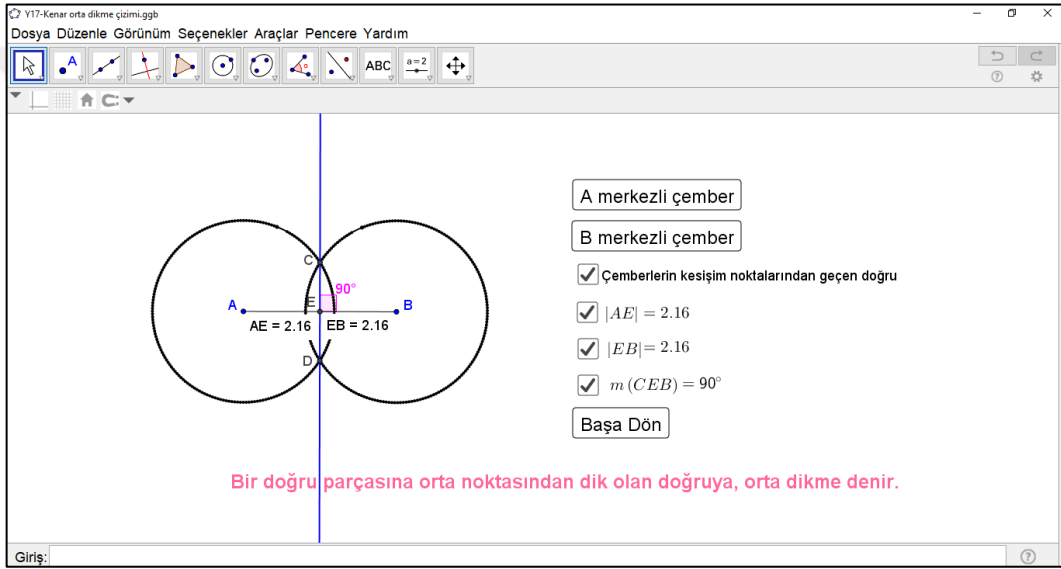 Y17-Kenar orta dikme çizimi.ggb
Dosya Düzenle Görünüm Seçenekler Araçlar Pencere Yardım
A
ABC
a=2
A merkezli çember
B merkezli çember
Çemberlerin kesişim noktalarından geçen doğru
|AE| = 2.16
|EB| = 2.16
m (CEB) = 90°
Başa Dön
C
90°
A
E
B
AE = 2.16
EB = 2.16
D
Bir doğru parçasına orta noktasından dik olan doğruya, orta dikme denir.
Giriş: